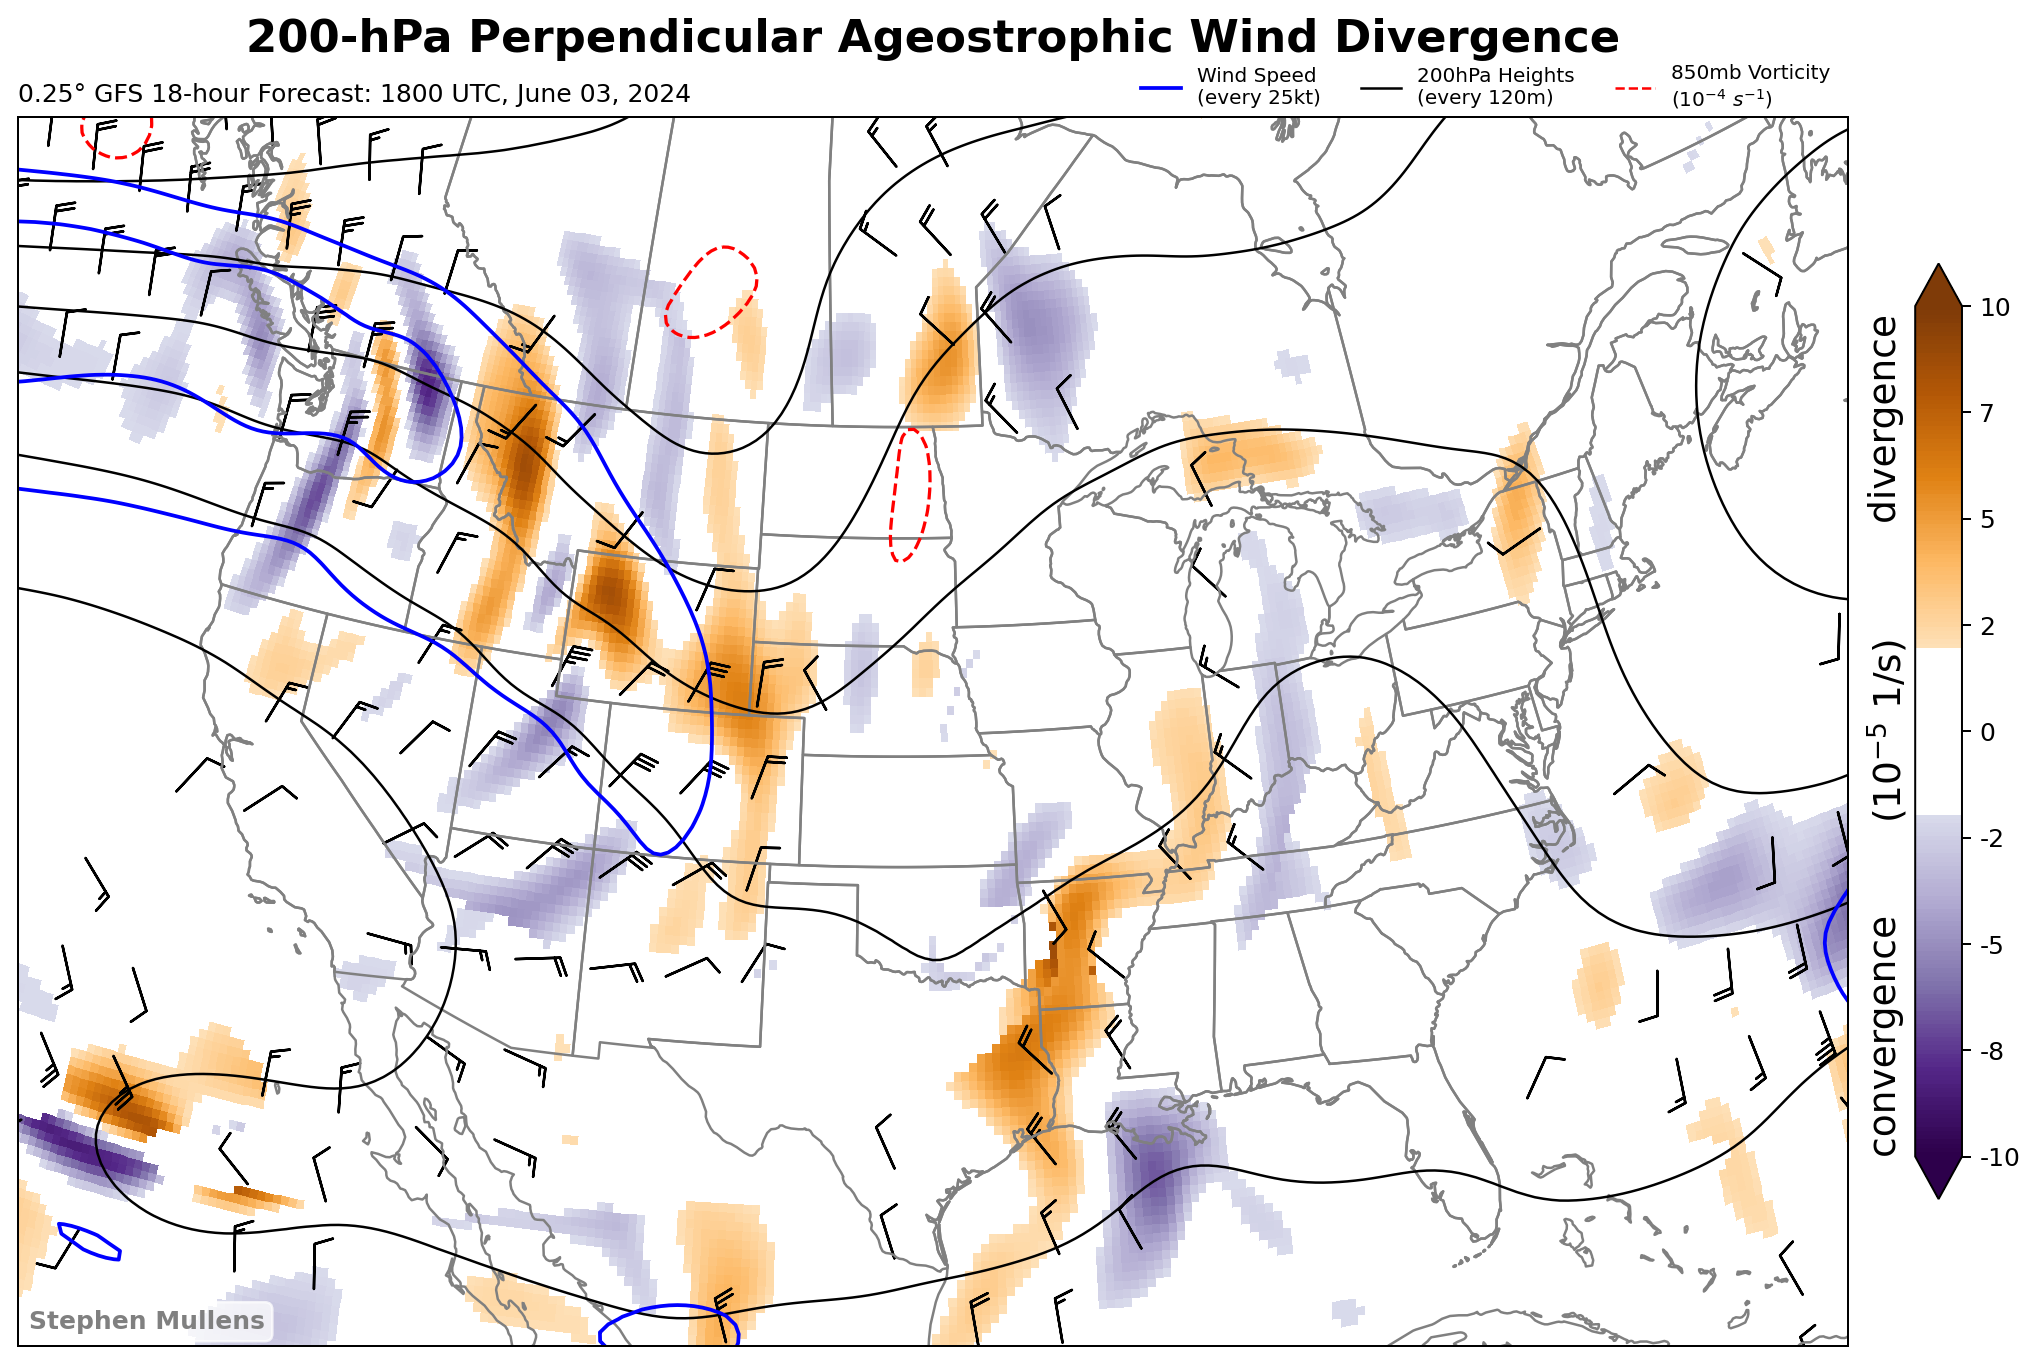 200-hPa Perpendicular Ageostrophic Wind Divergence
0.25° GFS 18-hour Forecast: 1800 UTC, June 03, 2024
Wind Speed
(every 25kt)
200hPa Heights
(every 120m)
850mb Vorticity
(10⁻⁴ s⁻¹)
10
7
5
2
0
-2
-5
-8
-10
convergence (10⁻⁵ 1/s) divergence
Stephen Mullens